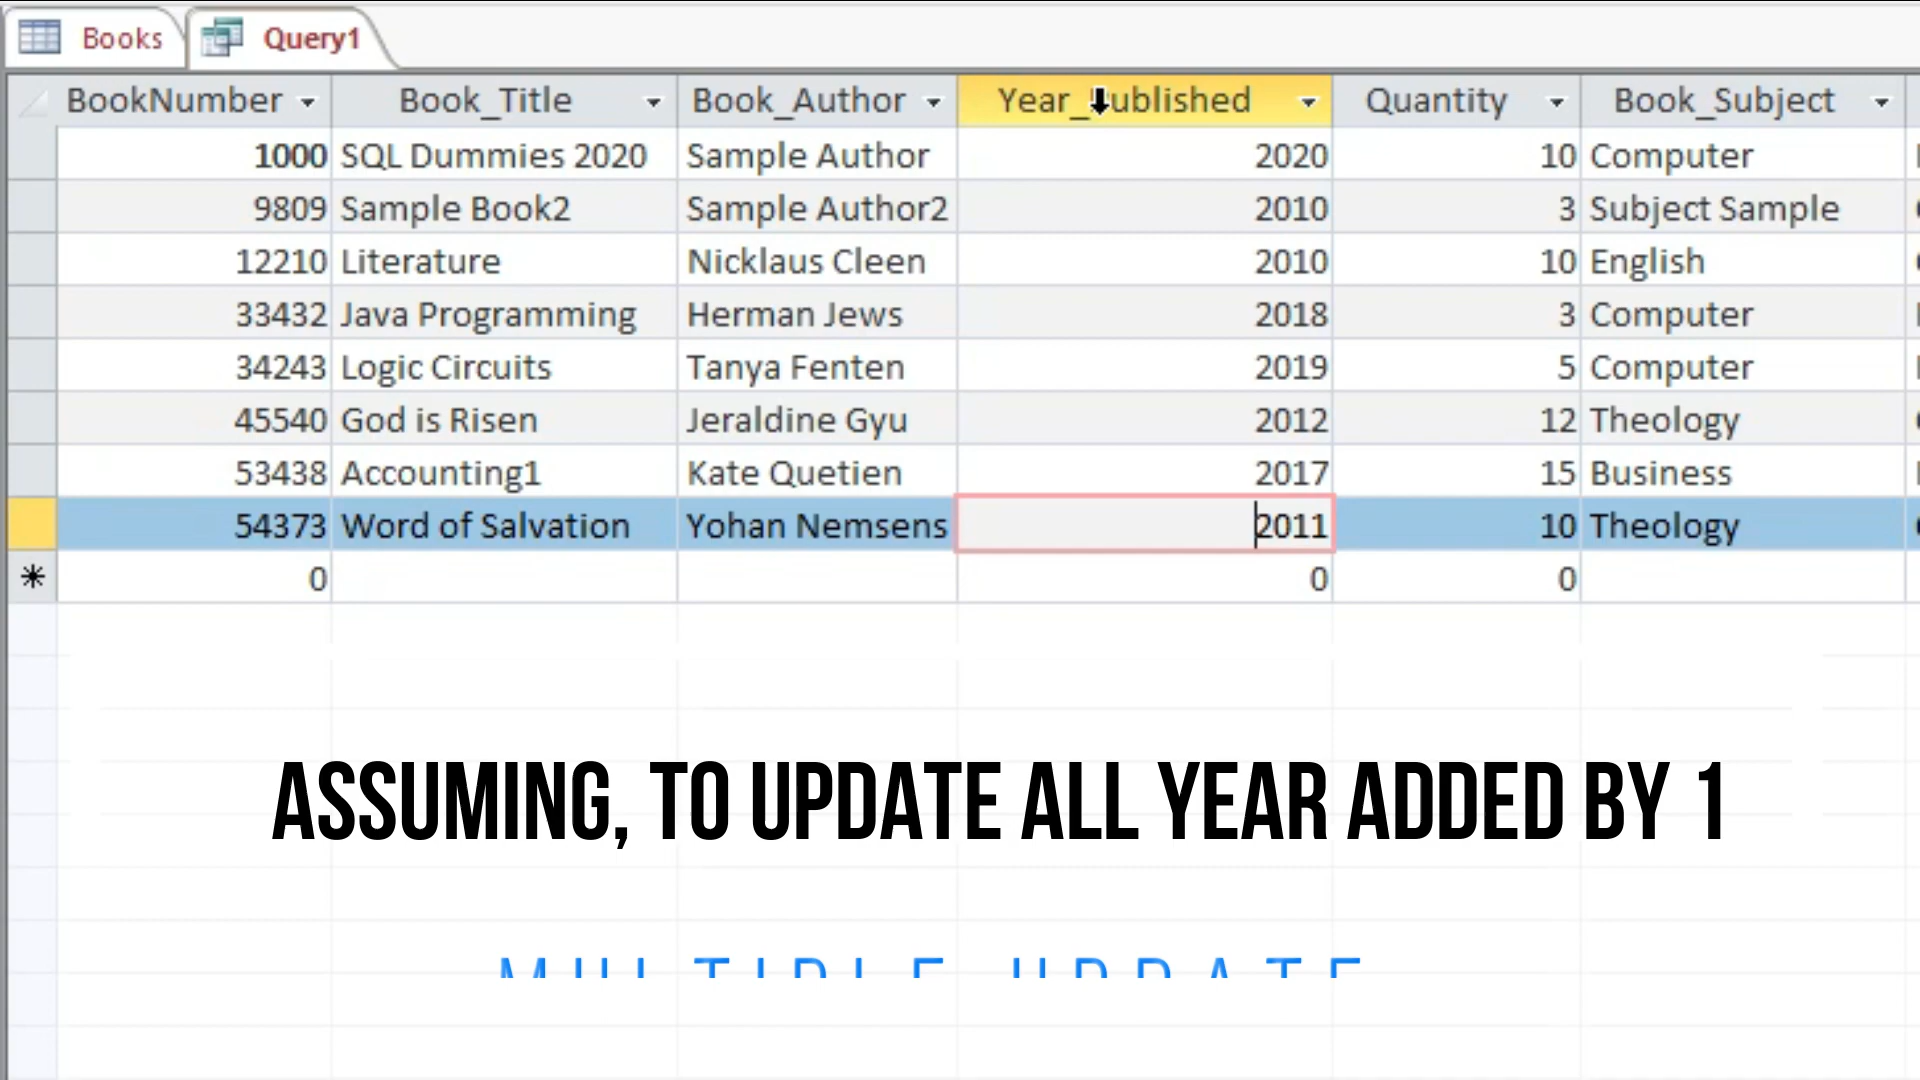 Books Query1
BookNumber Book_Title Book_Author Year_Published Quantity Book_Subject
1000 SQL Dummies 2020 Sample Author 2020 10 Computer
9809 Sample Book2 Sample Author2 2010 3 Subject Sample
12210 Literature Nicklaus Cleen 2010 10 English
33432 Java Programming Herman Jews 2018 3 Computer
34243 Logic Circuits Tanya Fenten 2019 5 Computer
45540 God is Risen Jeraldine Gyu 2012 12 Theology
53438 Accounting1 Kate Quetien 2017 15 Business
54373 Word of Salvation Yohan Nemsens 2011 10 Theology
* 0 0 0
ASSUMING, TO UPDATE ALL YEAR ADDED BY 1
MULTIPLE UPDATE